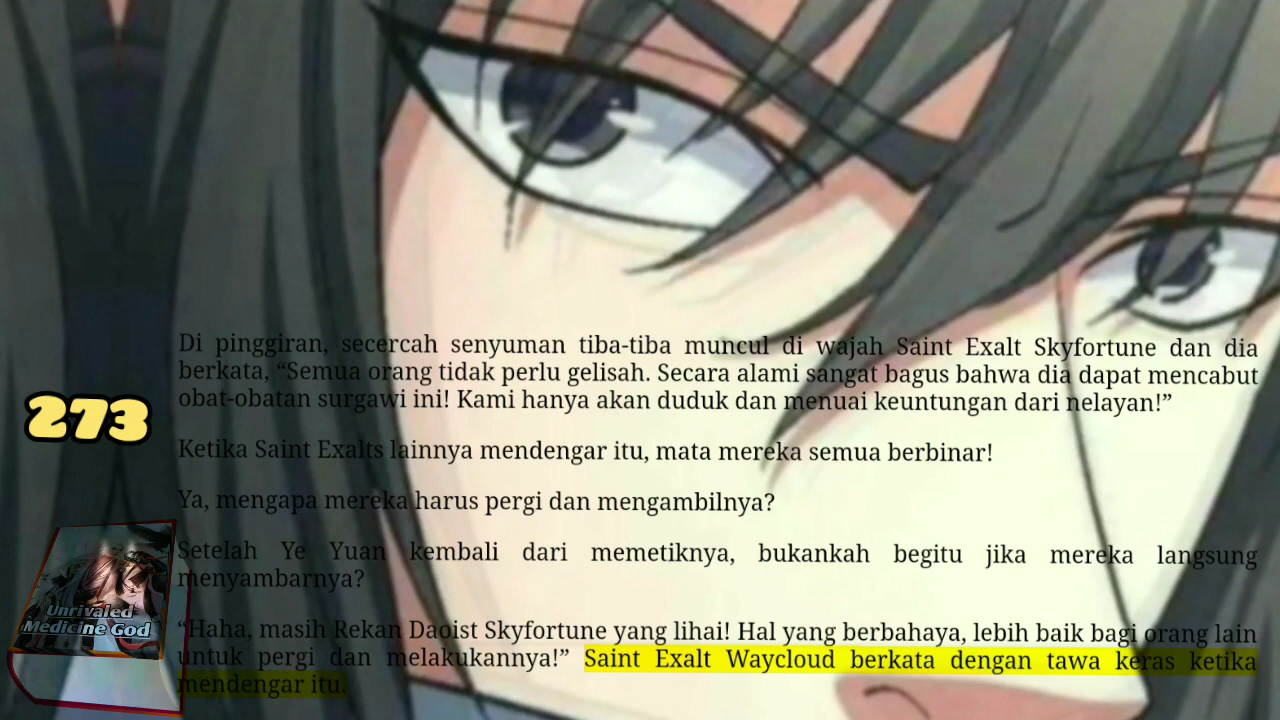 Di pinggiran, secercah senyuman tiba-tiba muncul di wajah Saint Exalt Skyfortune dan dia
berkata, “Semua orang tidak perlu gelisah. Secara alami sangat bagus bahwa dia dapat mencabut
obat-obatan surgawi ini! Kami hanya akan duduk dan menuai keuntungan dari nelayan!”
273
Ketika Saint Exalts lainnya mendengar itu, mata mereka semua berbinar!
Ya, mengapa mereka harus pergi dan mengambilnya?
Setelah Ye Yuan kembali dari memetiknya, bukankah begitu jika mereka langsung
menyambarnya?
Unrivaled
Medicine God
“Haha, masih Rekan Daoist Skyfortune yang lihai! Hal yang berbahaya, lebih baik bagi orang lain
untuk pergi dan melakukannya!” Saint Exalt Waycloud berkata dengan tawa keras ketika
mendengar itu.